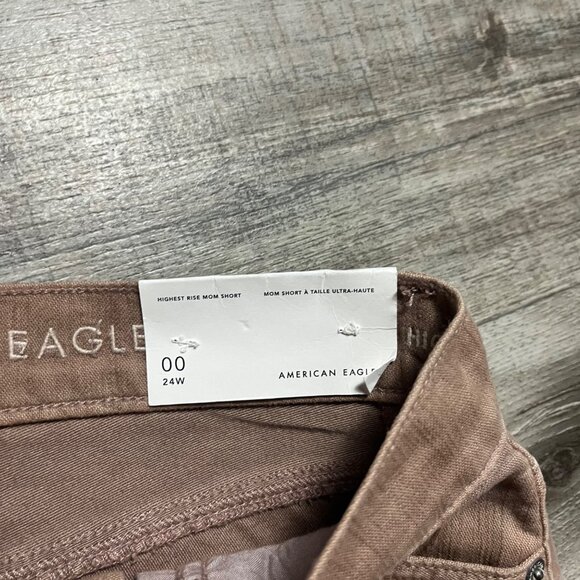 HIGHEST RISE MOM SHORT
MOM SHORT À TAILLE ULTRA-HAUTE
EAGLE
00
24W
AMERICAN EAGLE